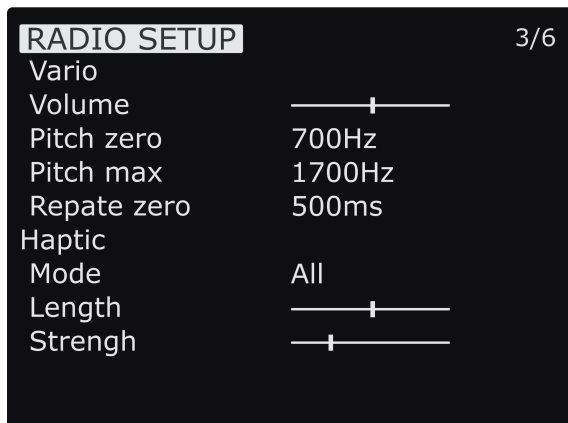 RADIO SETUP 3/6
Vario
Volume
Pitch zero 700Hz
Pitch max 1700Hz
Repate zero 500ms
Haptic
Mode All
Length
Strengh